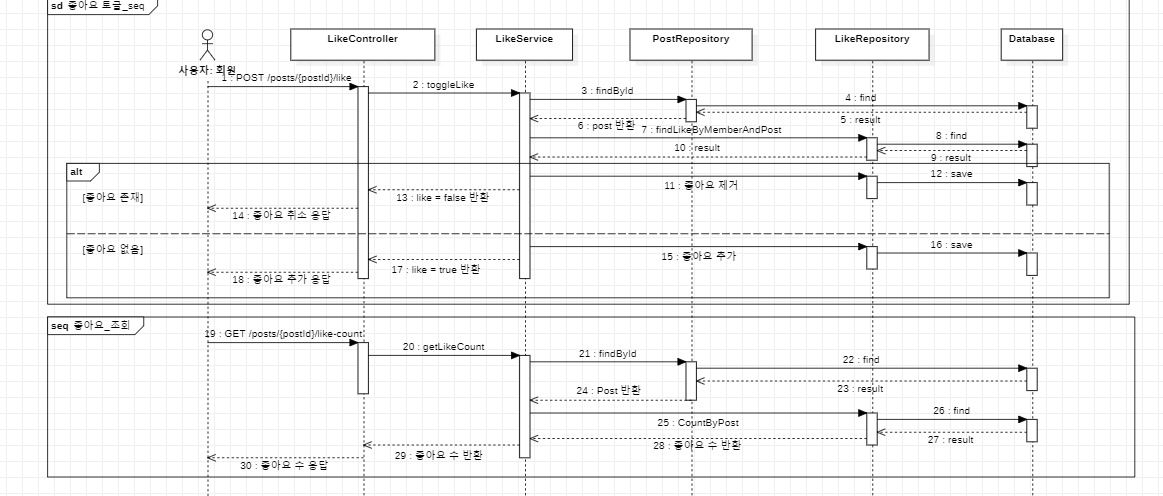 sd 좋아요 토글_seq
LikeController
LikeService
PostRepository
LikeRepository
Database
사용자: 회원
1 : POST /posts/{postId}/like
2 : toggleLike
3 : findById
4 : find
5 : result
6 : post 반환
7 : findLikeByMemberAndPost
8 : find
9 : result
10 : result
alt
[좋아요 존재]
11 : 좋아요 제거
12 : save
13 : like = false 반환
14 : 좋아요 취소 응답
[좋아요 없음]
15 : 좋아요 추가
16 : save
17 : like = true 반환
18 : 좋아요 추가 응답
seq 좋아요_조회
19 : GET /posts/{postId}/like-count
20 : getLikeCount
21 : findById
22 : find
23 : result
24 : Post 반환
25 : CountByPost
26 : find
27 : result
28 : 좋아요 수 반환
29 : 좋아요 수 반환
30 : 좋아요 수 응답